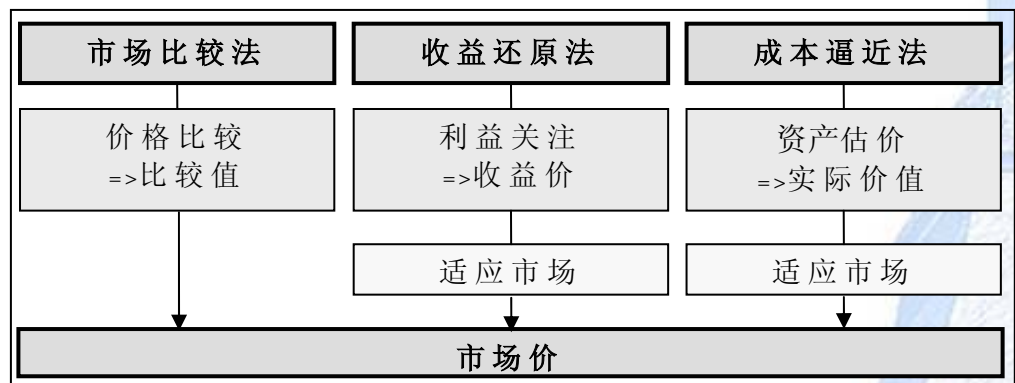 市场比较法
收益还原法
成本逼近法
价格比较
=>比较值
利益关注
=>收益价
资产估价
=>实际价值
适应市场
适应市场
市场价